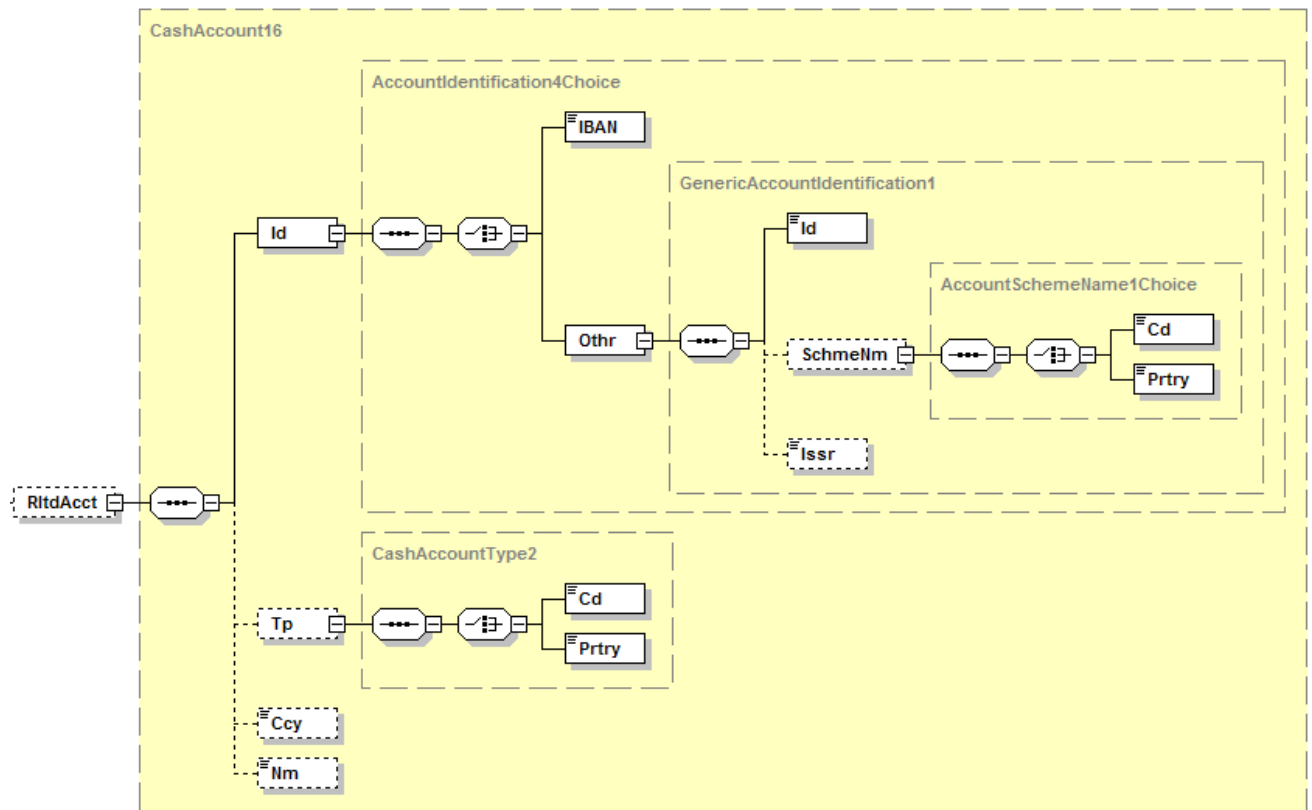 CashAccount16
AccountIdentification4Choice
IBAN
GenericAccountIdentification1
Id
Id
AccountSchemeName1Choice
Cd
Othr
SchmeNm
Prtry
Issr
RltdAcct
CashAccountType2
Cd
Tp
Prtry
Ccy
Nm